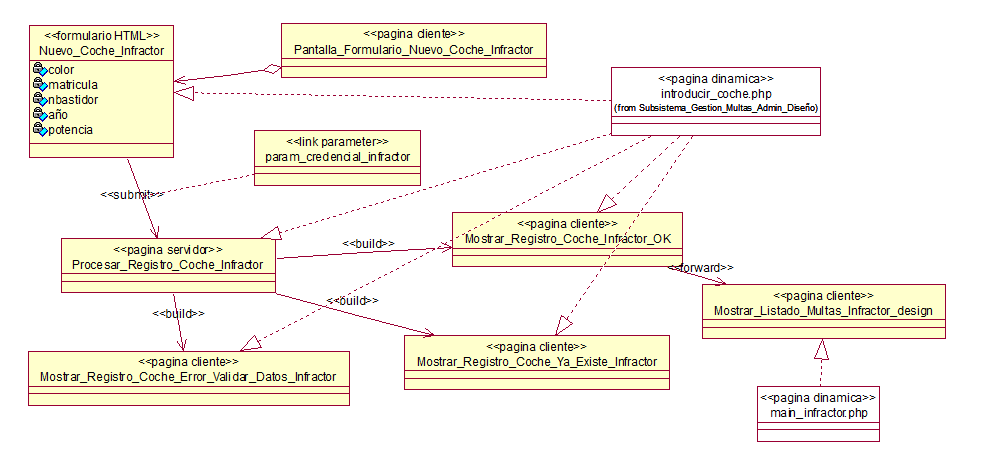 <<formulario HTML>>
Nuevo_Coche_Infractor
color
matricula
nbastidor
año
potencia
<<pagina cliente>>
Pantalla_Formulario_Nuevo_Coche_Infractor
<<pagina dinamica>>
introducir_coche.php
(from Subsistema_Gestion_Multas_Admin_Diseño)
<<link parameter>>
param_credencial_infractor
<<submit>>
<<pagina servidor>>
Procesar_Registro_Coche_Infractor
<<build>>
<<pagina cliente>>
Mostrar_Registro_Coche_Infractor_OK
<<forward>>
<<build>>
<<build>>
<<pagina cliente>>
Mostrar_Listado_Multas_Infractor_design
<<pagina cliente>>
Mostrar_Registro_Coche_Error_Validar_Datos_Infractor
<<pagina cliente>>
Mostrar_Registro_Coche_Ya_Existe_Infractor
<<pagina dinamica>>
main_infractor.php